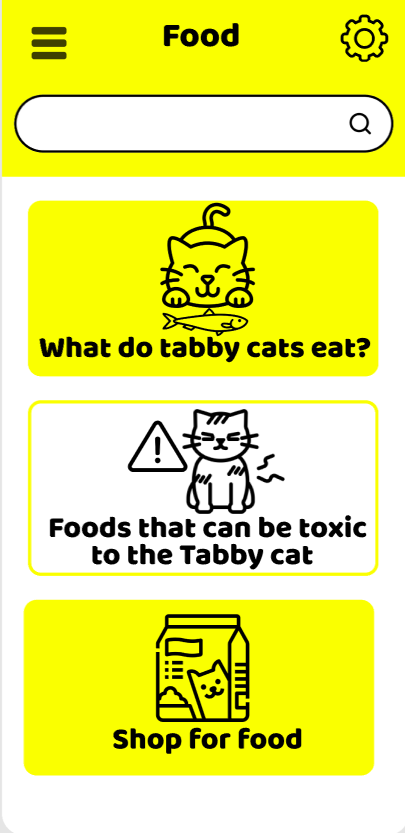 Food
What do tabby cats eat?
Foods that can be toxic
to the Tabby cat
Shop for food